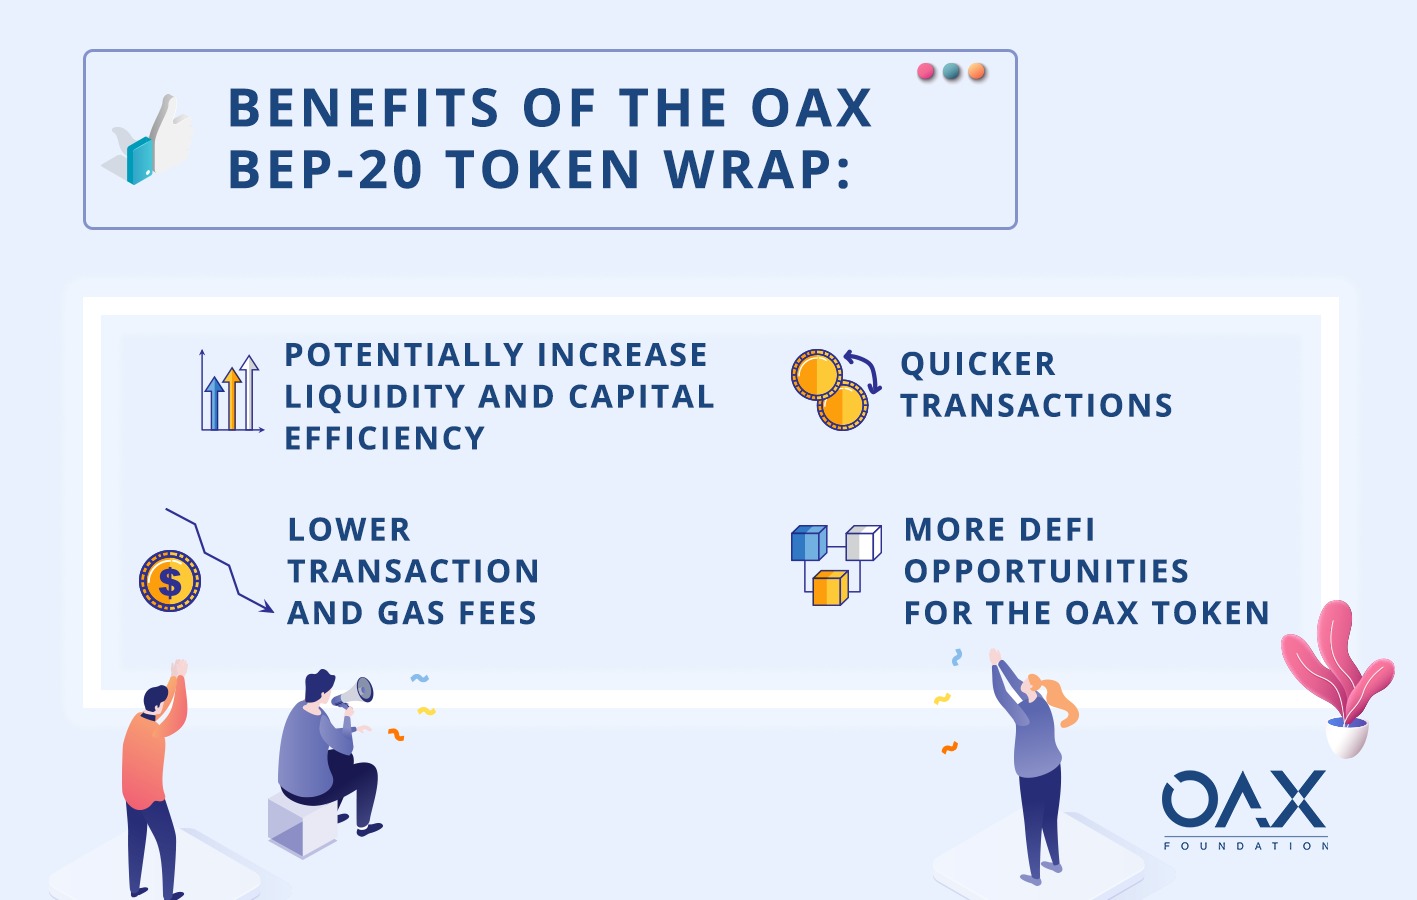 BENEFITS OF THE OAX
BEP-20 TOKEN WRAP:
POTENTIALLY INCREASE
LIQUIDITY AND CAPITAL
EFFICIENCY
QUICKER
TRANSACTIONS
$
LOWER
TRANSACTION
AND GAS FEES
MORE DEFI
OPPORTUNITIES
FOR THE OAX TOKEN
OAX
FOUNDATION